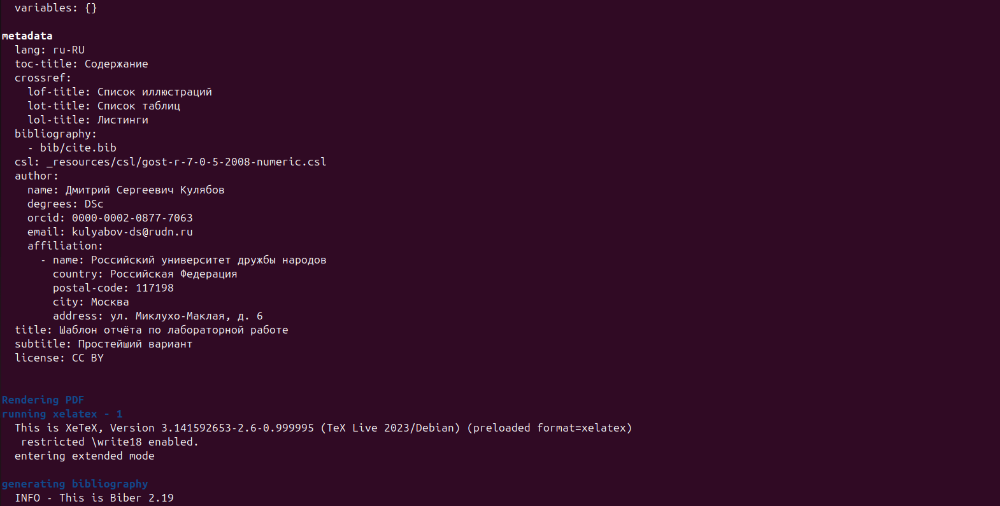 variables: {}
metadata
lang: ru-RU
toc-title: Содержание
crossref:
lof-title: Список иллюстраций
lot-title: Список таблиц
lol-title: Листинги
bibliography:
- bib/cite.bib
csl: _resources/csl/gost-r-7-0-5-2008-numeric.csl
author:
name: Дмитрий Сергеевич Кулябов
degrees: DSc
orcid: 0000-0002-0877-7063
email: kulyabov-ds@rudn.ru
affiliation:
- name: Российский университет дружбы народов
country: Российская Федерация
postal-code: 117198
city: Москва
address: ул. Миклухо-Маклая, д. 6
title: Шаблон отчёта по лабораторной работе
subtitle: Простейший вариант
license: CC BY
Rendering PDF
running xelatex - 1
This is XeTeX, Version 3.141592653-2.6-0.999995 (TeX Live 2023/Debian) (preloaded format=xelatex)
restricted \write18 enabled.
entering extended mode
generating bibliography
INFO - This is Biber 2.19